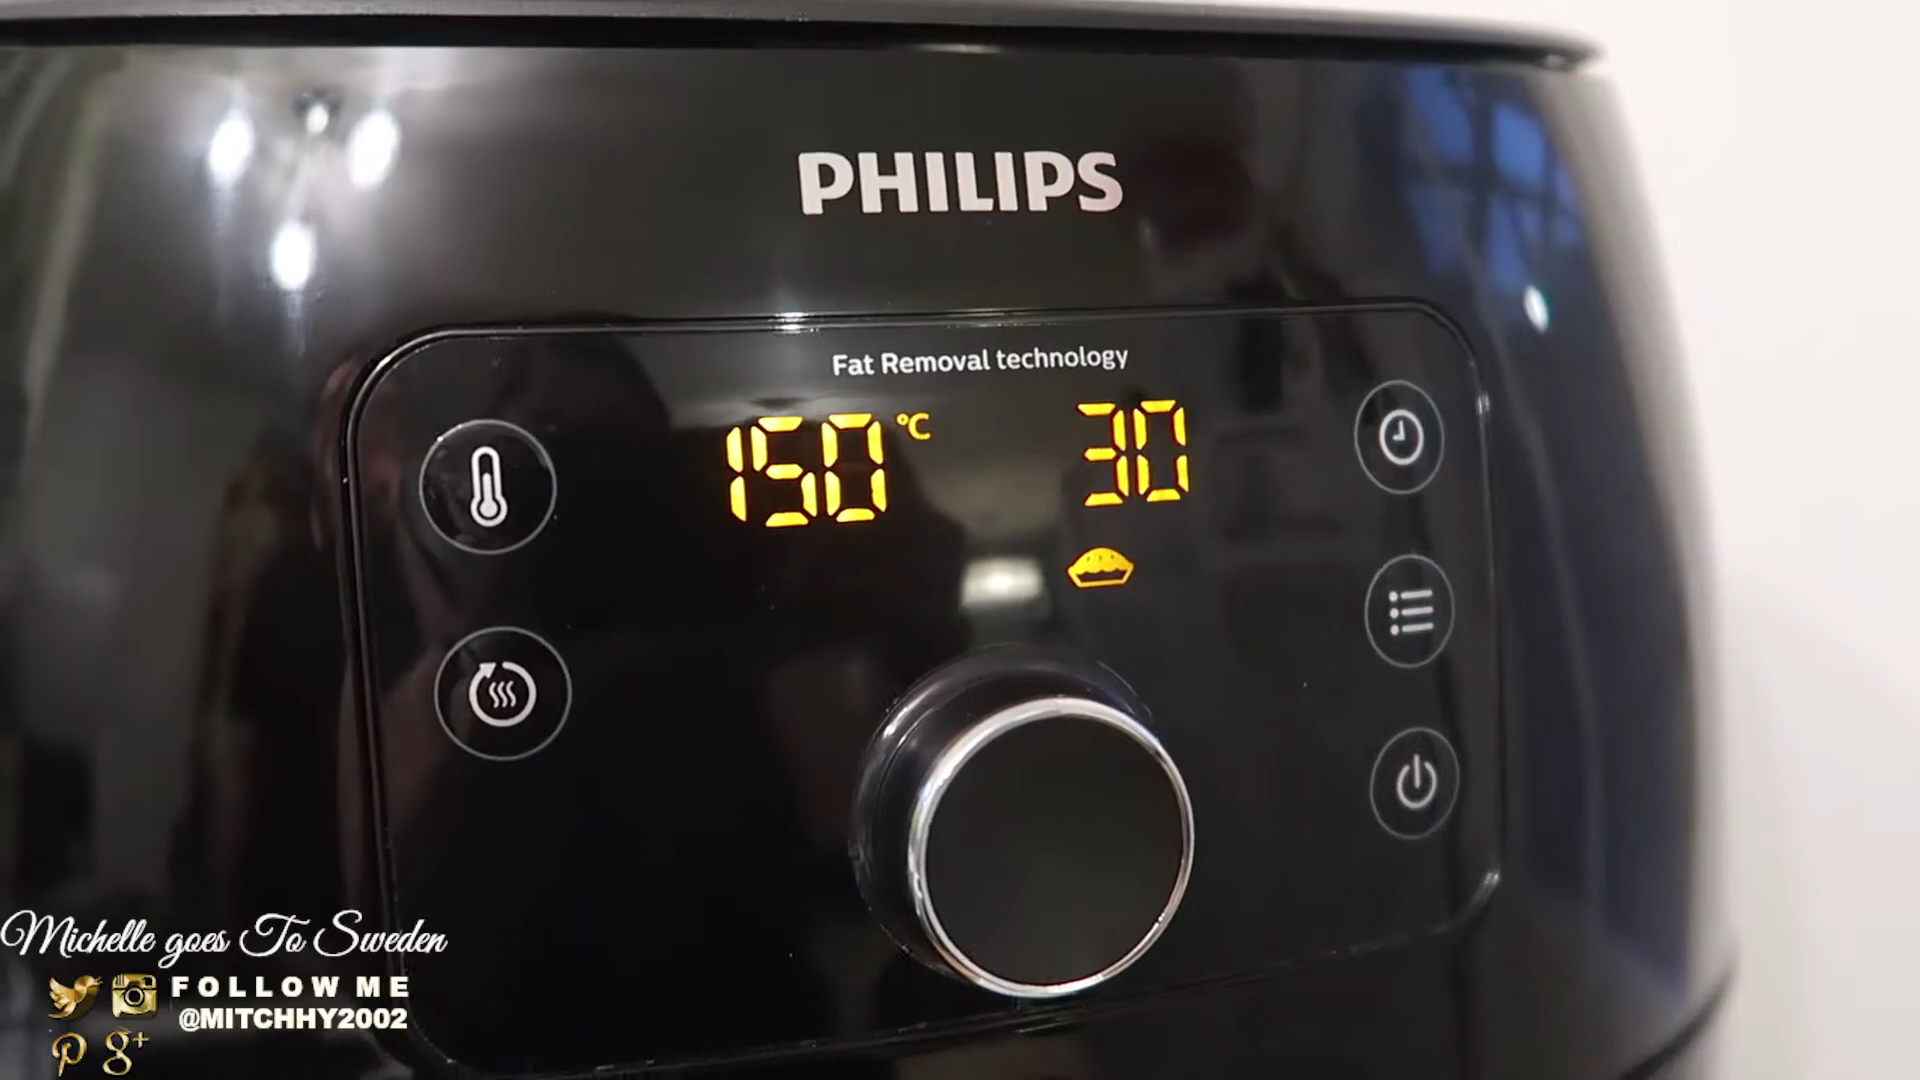 PHILIPS
Fat Removal technology
150 °C 30
Michelle goes To Sweden
FOLLOW ME
@MITCHHY2002
g+